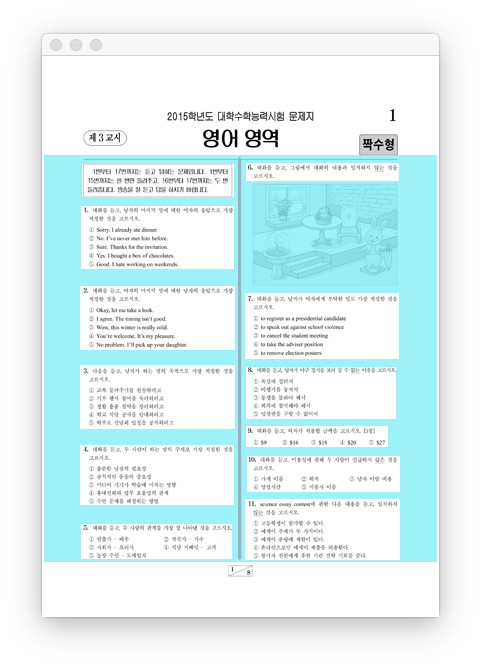 2015학년도 대학수학능력시험 문제지
1
제 3 교시
영어 영역
짝수형
1번부터 17번까지는 듣고 답하는 문제입니다. 1번부터
15번까지는 한 번만 들려주고, 16번부터 17번까지는 두 번
들려줍니다. 방송을 잘 듣고 답을 하시기 바랍니다.
1. 대화를 듣고, 남자의 마지막 말에 대한 여자의 응답으로 가장
적절한 것을 고르시오.
① Sorry. I already ate dinner.
② No. I've never met him before.
③ Sure. Thanks for the invitation.
④ Yes. I bought a box of chocolates.
⑤ Good. I hate working on weekends.
2. 대화를 듣고, 여자의 마지막 말에 대한 남자의 응답으로 가장
적절한 것을 고르시오.
① Okay, let me take a look.
② I agree. The timing isn't good.
③ Wow, this winter is really cold.
④ You're welcome. It's my pleasure.
⑤ No problem. I'll pick up your daughter
3. 다음을 듣고, 남자가 하는 말의 목적으로 가장 적절한 것을
고르시오.
① 교복 물려주기를 권장하려고
② 기부 행사 참여를 독려하려고
③ 생활 용품 절약을 장려하려고
④ 학교 식당 공사를 안내하려고
⑤ 학부모 간담회 일정을 공지하려고
4. 대화를 듣고, 두 사람이 하는 말의 주제로 가장 적절한 것을
고르시오.
① 충분한 낮잠의 필요성
② 규칙적인 운동의 중요성
③ 미디어 기기가 학습에 미치는 영향
④ 휴대전화와 업무 효율성의 관계
⑤ 수면 문제를 해결하는 방법
5. 대화를 듣고, 두 사람의 관계를 가장 잘 나타낸 것을 고르시오.
① 연출가 － 배우 ② 작곡가 － 가수
③ 사회자 － 요리사 ④ 식당 지배인 － 고객
⑤ 농장 주인 － 도매업자
6. 대화를 듣고, 그림에서 대화의 내용과 일치하지 않는 것을
고르시오.
7. 대화를 듣고, 남자가 여자에게 부탁한 일로 가장 적절한 것을
고르시오.
① to register as a presidential candidate
② to speak out against school violence
③ to cancel the student meeting
④ to take the adviser position
⑤ to remove election posters
8. 대화를 듣고, 남자가 야구 경기를 보러 갈 수 없는 이유를 고르시오.
① 독감에 걸려서
② 비행기를 놓쳐서
③ 동생을 돌봐야 해서
④ 회의에 참석해야 해서
⑤ 입장권을 구할 수 없어서
9. 대화를 듣고, 여자가 지불할 금액을 고르시오. [3점]
① $9 ② $16 ③ $18 ④ $20 ⑤ $27
10. 대화를 듣고, 미용실에 관해 두 사람이 언급하지 않은 것을
고르시오.
① 가게 이름 ② 위치 ③ 남자 이발 비용
④ 영업시간 ⑤ 미용사 이름
11. science essay contest에 관한 다음 내용을 듣고, 일치하지
않는 것을 고르시오.
① 고등학생이 참가할 수 있다.
② 에세이 주제가 두 가지이다.
③ 에세이 분량에 제한이 있다.
④ 온라인으로만 에세이 제출을 허용한다.
⑤ 참가자 전원에게 후원 기관 견학 기회를 준다.
1
8